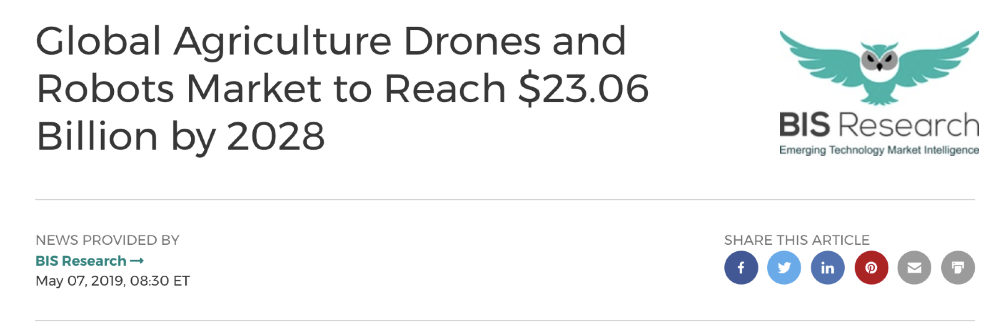 Global Agriculture Drones and
Robots Market to Reach $23.06
Billion by 2028
BIS Research
Emerging Technology Market Intelligence
NEWS PROVIDED BY
BIS Research →
May 07, 2019, 08:30 ET
SHARE THIS ARTICLE